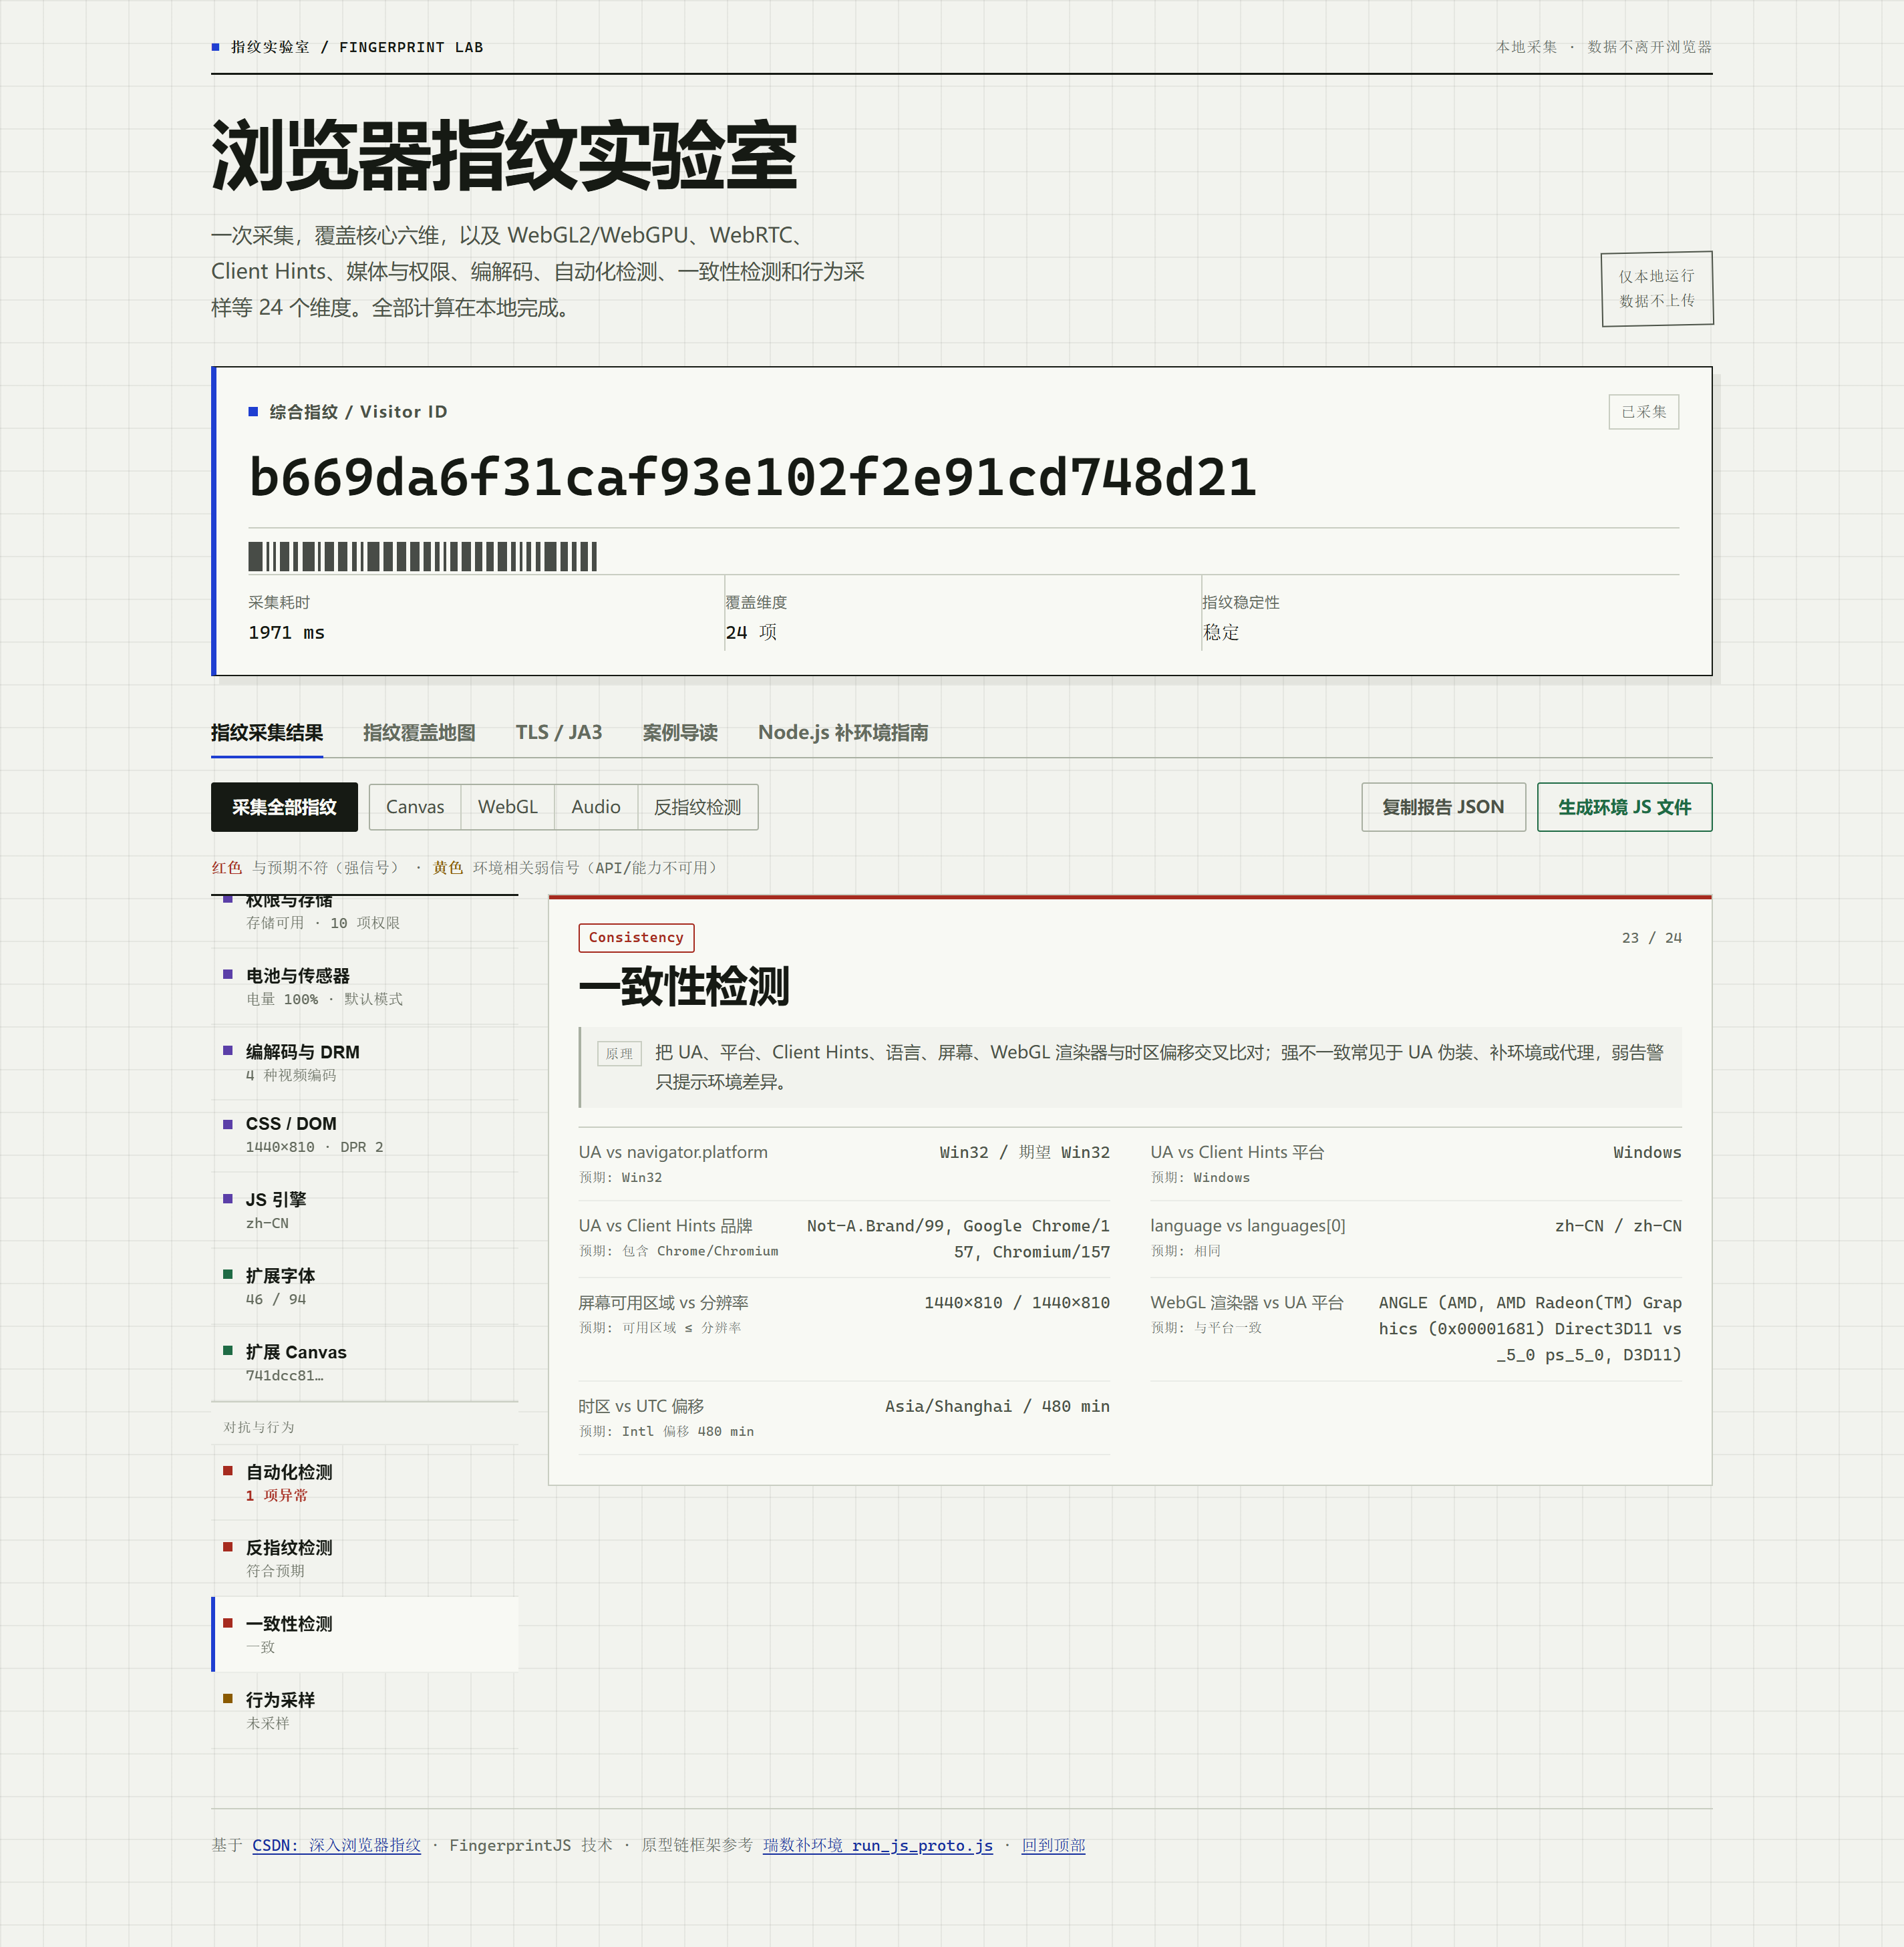 指纹实验室 / FINGERPRINT LAB
本地采集 · 数据不离开浏览器
浏览器指纹实验室
一次采集，覆盖核心六维，以及 WebGL2/WebGPU、WebRTC、
Client Hints、媒体与权限、编解码、自动化检测、一致性检测和行为采
样等 24 个维度。全部计算在本地完成。
仅本地运行
数据不上传
综合指纹 / Visitor ID
已采集
b669da6f31caf93e102f2e91cd748d21
采集耗时
1971 ms
覆盖维度
24 项
指纹稳定性
稳定
指纹采集结果
指纹覆盖地图
TLS / JA3
案例导读
Node.js 补环境指南
采集全部指纹
Canvas
WebGL
Audio
反指纹检测
复制报告 JSON
生成环境 JS 文件
红色 与预期不符（强信号） · 黄色 环境相关弱信号（API/能力不可用）
权限与存储
存储可用 · 10 项权限
电池与传感器
电量 100% · 默认模式
编解码与 DRM
4 种视频编码
CSS / DOM
1440×810 · DPR 2
JS 引擎
zh-CN
扩展字体
46 / 94
扩展 Canvas
741dcc81…
对抗与行为
自动化检测
1 项异常
反指纹检测
符合预期
一致性检测
一致
行为采样
未采样
Consistency
23 / 24
一致性检测
原理
把 UA、平台、Client Hints、语言、屏幕、WebGL 渲染器与时区偏移交叉比对；强不一致常见于 UA 伪装、补环境或代理，弱告警
只提示环境差异。
UA vs navigator.platform
预期: Win32
Win32 / 期望 Win32
UA vs Client Hints 平台
预期: Windows
Windows
UA vs Client Hints 品牌
预期: 包含 Chrome/Chromium
Not-A.Brand/99, Google Chrome/1
57, Chromium/157
language vs languages[0]
预期: 相同
zh-CN / zh-CN
屏幕可用区域 vs 分辨率
预期: 可用区域 ≤ 分辨率
1440×810 / 1440×810
WebGL 渲染器 vs UA 平台
预期: 与平台一致
ANGLE (AMD, AMD Radeon(TM) Grap
hics (0x00001681) Direct3D11 vs
_5_0 ps_5_0, D3D11)
时区 vs UTC 偏移
预期: Intl 偏移 480 min
Asia/Shanghai / 480 min
基于 CSDN: 深入浏览器指纹 · FingerprintJS 技术 · 原型链框架参考 瑞数补环境 run_js_proto.js · 回到顶部